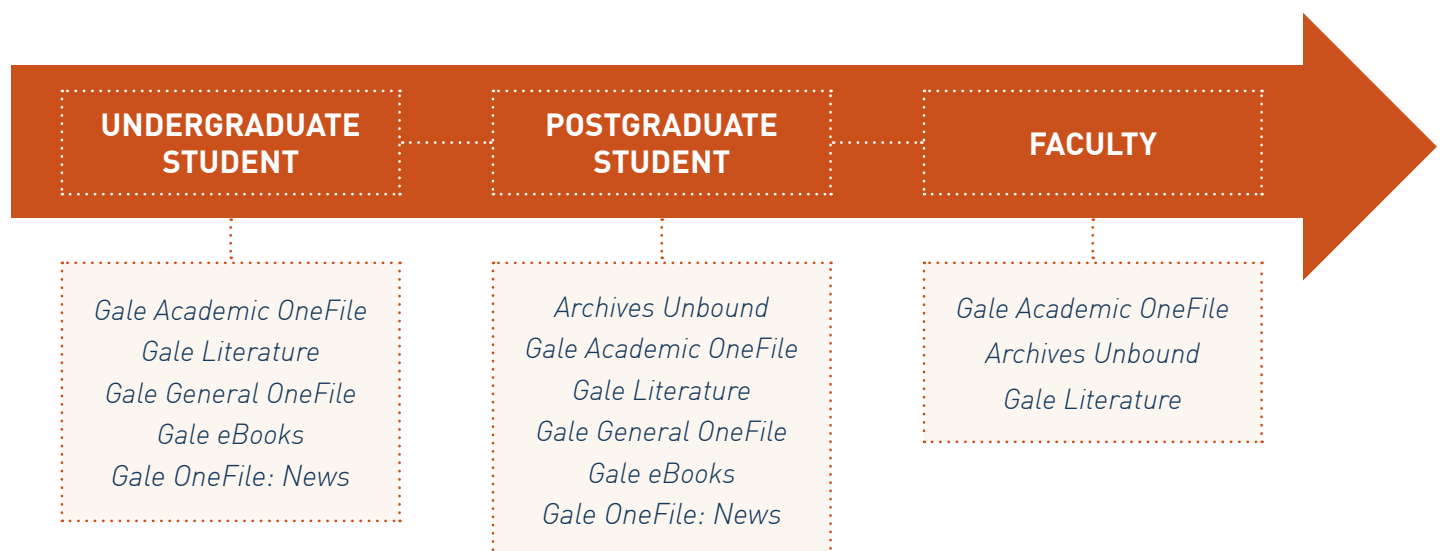 UNDERGRADUATE
STUDENT
POSTGRADUATE
STUDENT
FACULTY
Gale Academic OneFile
Gale Literature
Gale General OneFile
Gale eBooks
Gale OneFile: News
Archives Unbound
Gale Academic OneFile
Gale Literature
Gale General OneFile
Gale eBooks
Gale OneFile: News
Gale Academic OneFile
Archives Unbound
Gale Literature